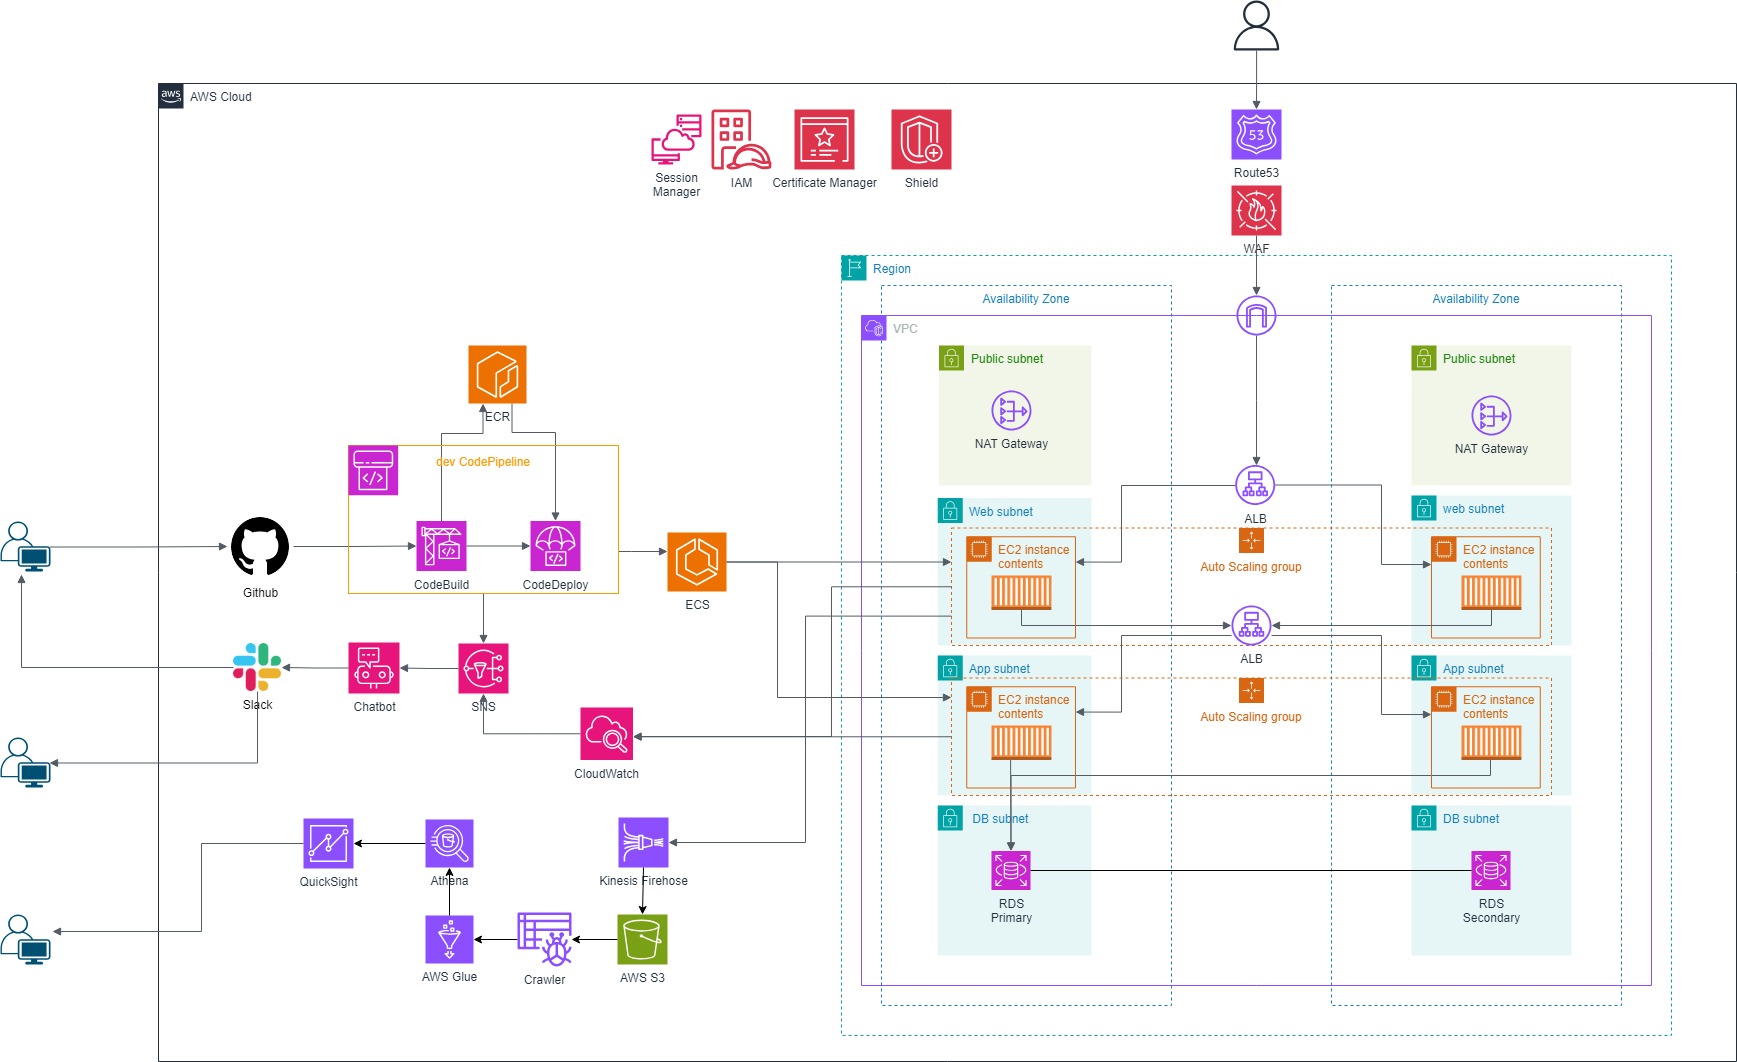 aws
AWS Cloud
Session
Manager
IAM
Certificate Manager
Shield
53
Route53
WAF
Region
Availability Zone
Availability Zone
VPC
Public subnet
NAT Gateway
Public subnet
NAT Gateway
ECR
dev CodePipeline
CodeBuild
CodeDeploy
Github
ECS
ALB
Web subnet
EC2 instance
contents
Auto Scaling group
web subnet
EC2 instance
contents
Slack
Chatbot
SNS
CloudWatch
ALB
App subnet
EC2 instance
contents
Auto Scaling group
App subnet
EC2 instance
contents
QuickSight
Athena
Kinesis Firehose
AWS Glue
Crawler
AWS S3
DB subnet
RDS
Primary
DB subnet
RDS
Secondary